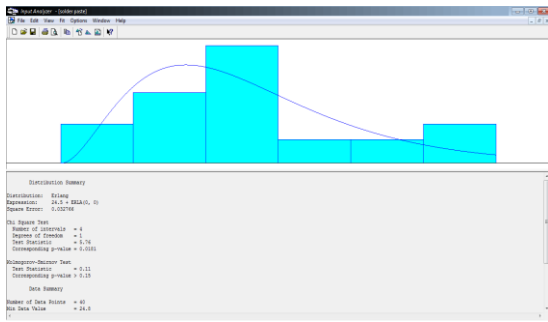 Input Analyzer - [solder paste]
File Edit View Fit Options Window Help
Distribution Summary
Distribution: Erlang
Expression: 24.5 + ERLA(0, 0)
Square Error: 0.032768
Chi Square Test
Number of intervals = 4
Degrees of freedom = 1
Test Statistic = 5.76
Corresponding p-value = 0.0181
Kolmogorov-Smirnov Test
Test Statistic = 0.11
Corresponding p-value > 0.15
Data Summary
Number of Data Points = 40
Min Data Value = 24.8